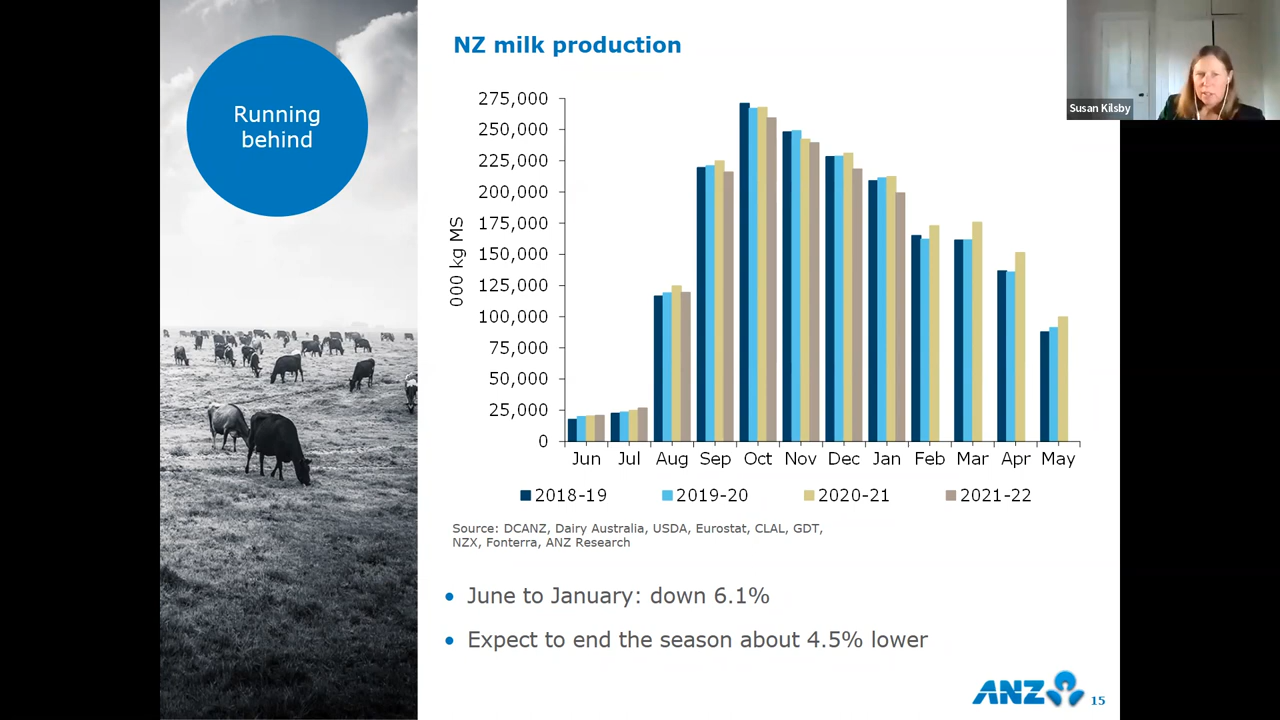 Running
behind
NZ milk production
Susan Kilsby
000 kg MS
275,000
250,000
225,000
200,000
175,000
150,000
125,000
100,000
75,000
50,000
25,000
0
Jun Jul Aug Sep Oct Nov Dec Jan Feb Mar Apr May
2018-19 2019-20 2020-21 2021-22
Source: DCANZ, Dairy Australia, USDA, Eurostat, CLAL, GDT,
NZX, Fonterra, ANZ Research
• June to January: down 6.1%
• Expect to end the season about 4.5% lower
ANZ
15